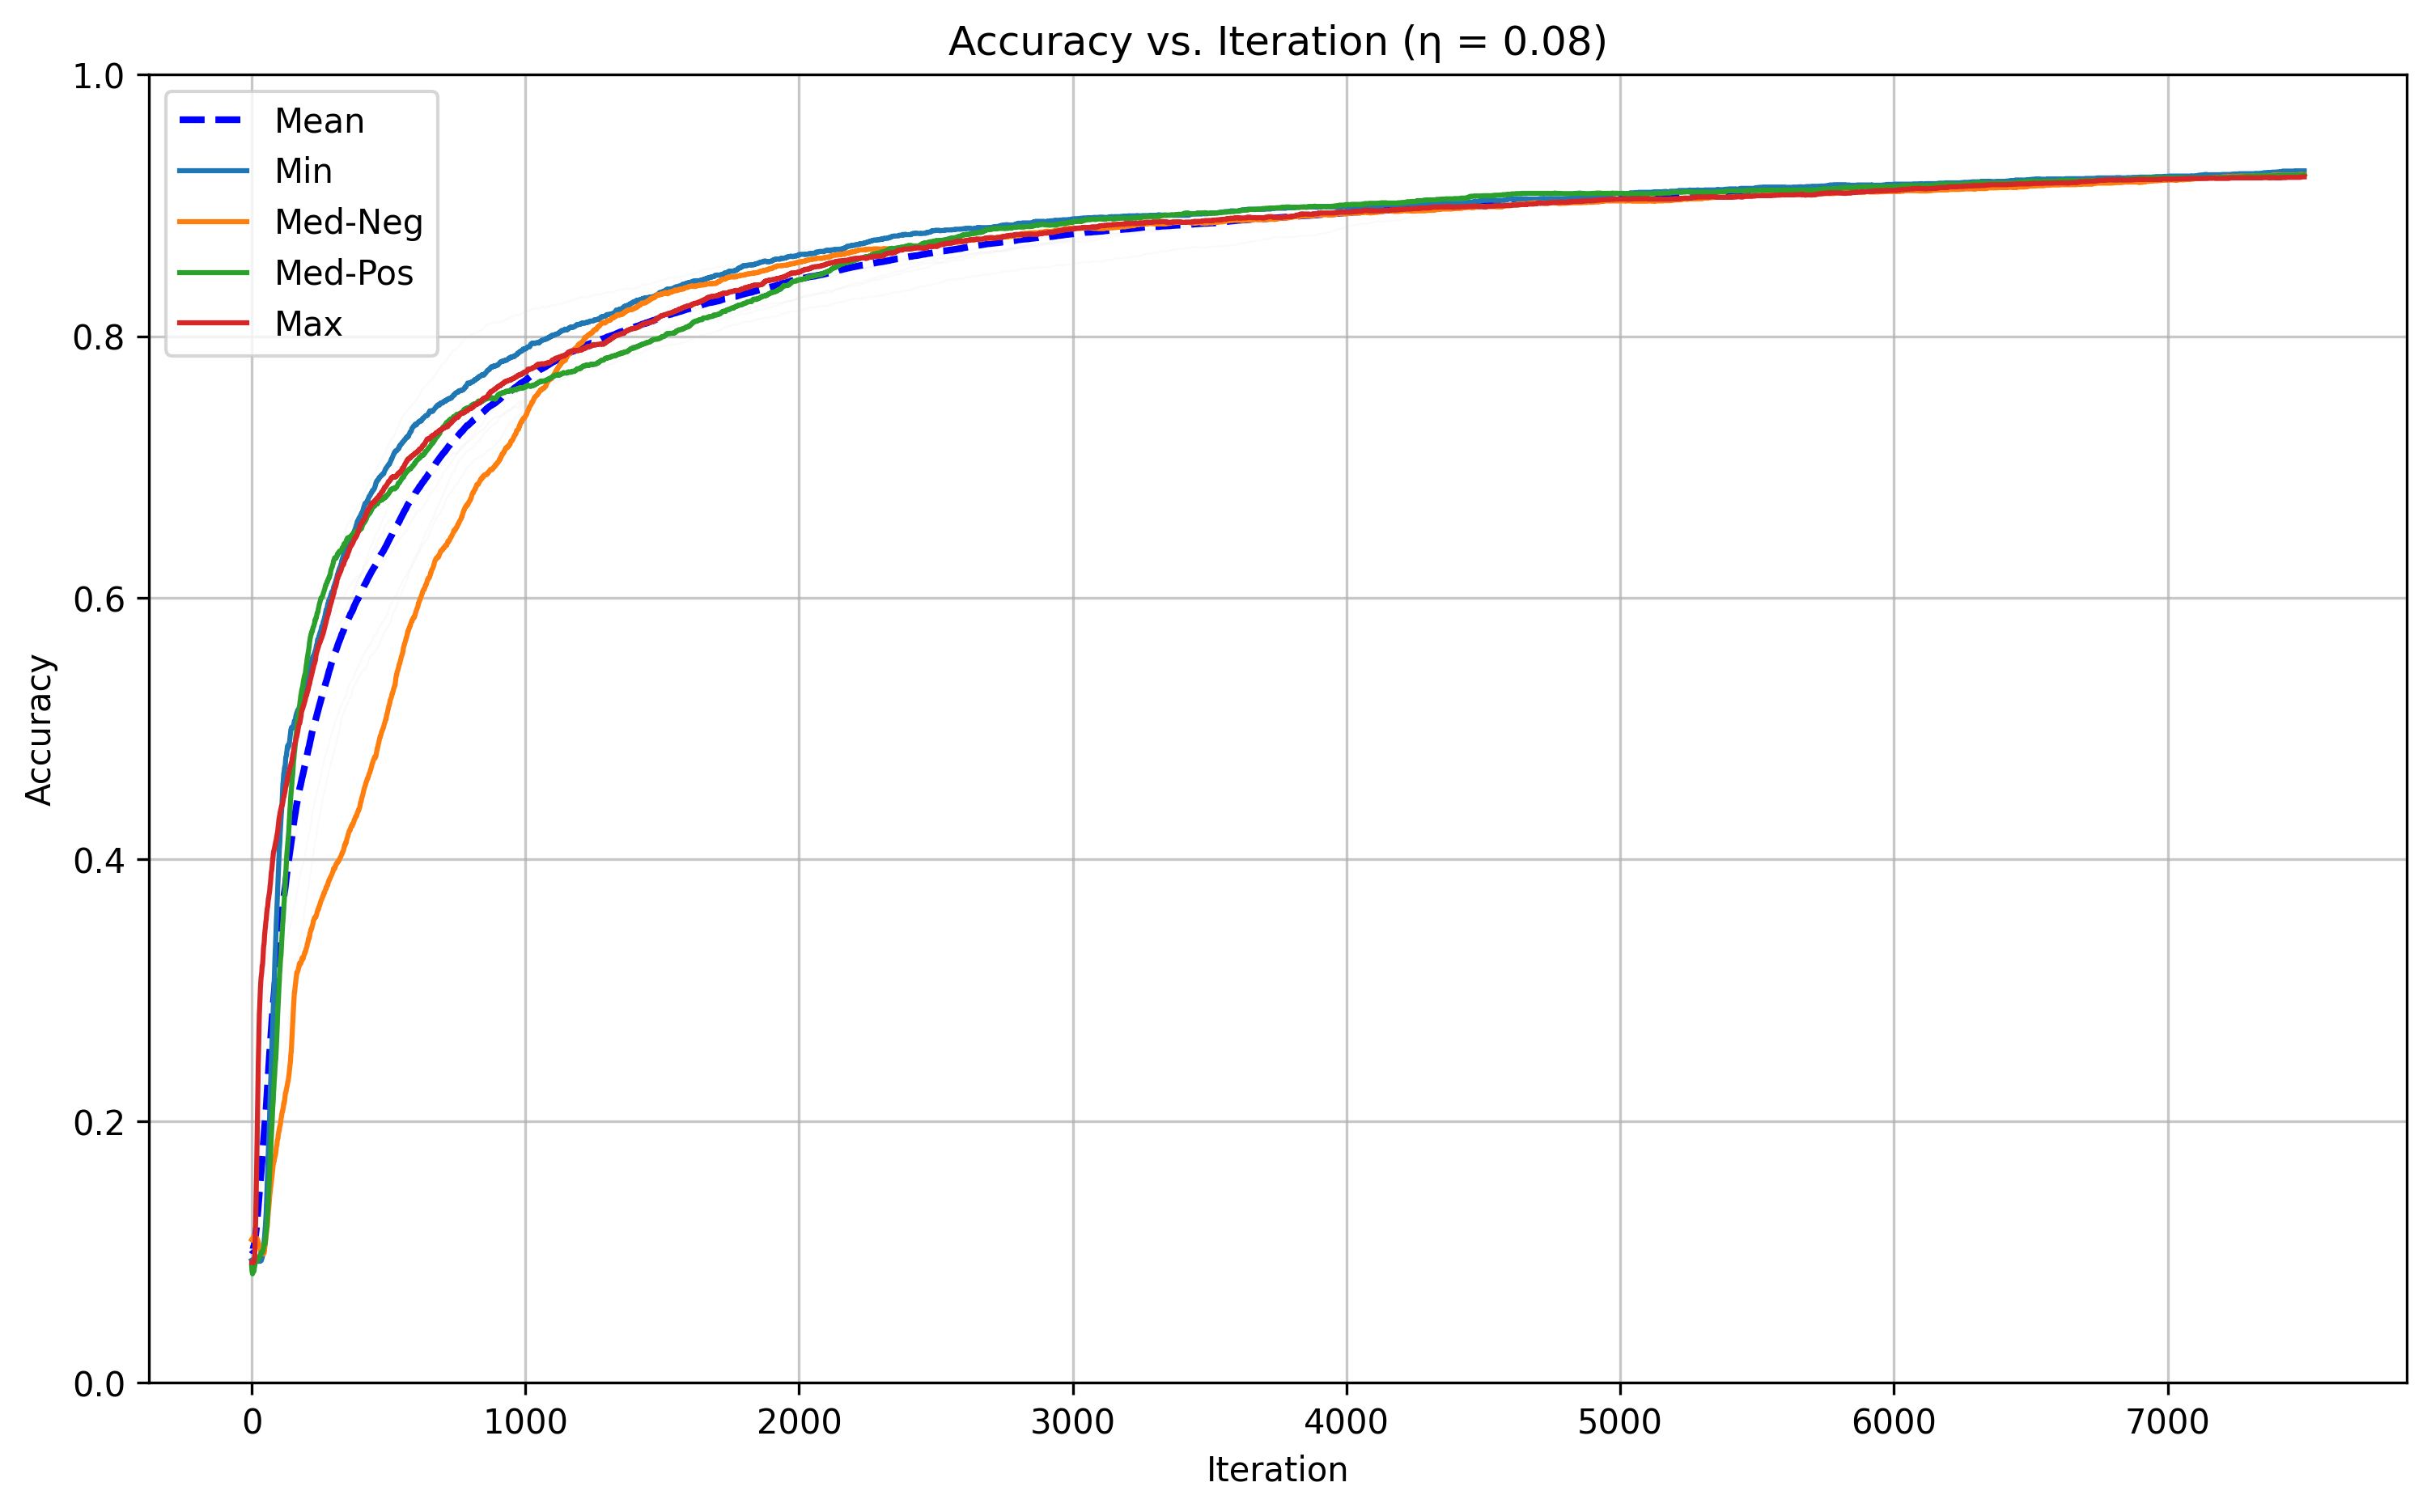 Accuracy vs. Iteration (η = 0.08)
1.0
0.8
0.6
0.4
0.2
0.0
Accuracy
Mean
Min
Med-Neg
Med-Pos
Max
0 1000 2000 3000 4000 5000 6000 7000
Iteration